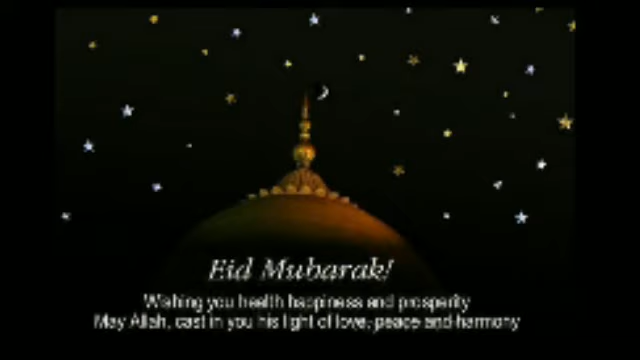 Eid Mubarak!
Wishing you health happiness and prosperity
May Allah, cast in you his light of love, peace and harmony